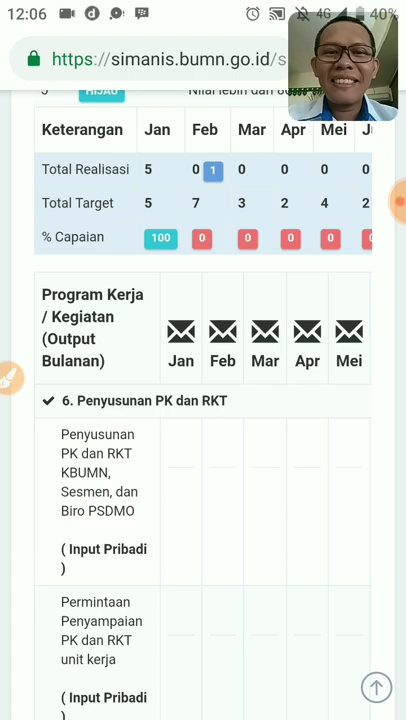 12:06 4G 40%
https://simanis.bumn.go.id/s
5 HIJAU Nilai lebih dari 80
Keterangan Jan Feb Mar Apr Mei J
Total Realisasi 5 0 1 0 0 0 0
Total Target 5 7 3 2 4 2
% Capaian 100 0 0 0 0 0
Program Kerja
/ Kegiatan
(Output
Bulanan) Jan Feb Mar Apr Mei
6. Penyusunan PK dan RKT
Penyusunan
PK dan RKT
KBUMN,
Sesmen, dan
Biro PSDMO
( Input Pribadi
)
Permintaan
Penyampaian
PK dan RKT
unit kerja
( Input Pribadi